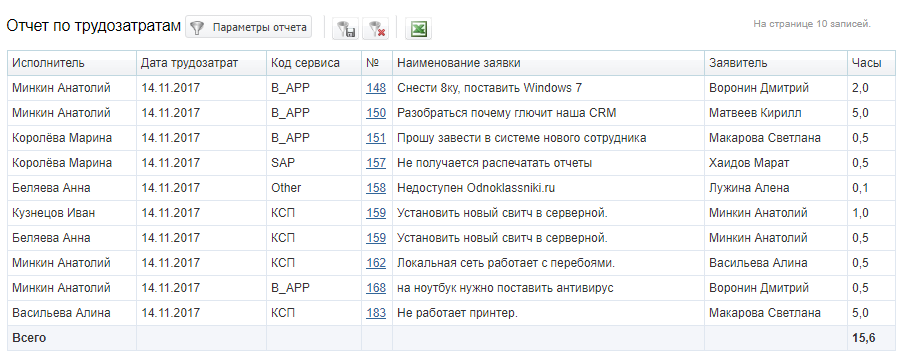 Отчет по трудозатратам Параметры отчета На странице 10 записей.
Исполнитель Дата трудозатрат Код сервиса № Наименование заявки Заявитель Часы
Минкин Анатолий 14.11.2017 B_APP 148 Снести 8ку, поставить Windows 7 Воронин Дмитрий 2,0
Минкин Анатолий 14.11.2017 B_APP 150 Разобраться почему глючит наша CRM Матвеев Кирилл 5,0
Королёва Марина 14.11.2017 B_APP 151 Прошу завести в системе нового сотрудника Макарова Светлана 0,5
Королёва Марина 14.11.2017 SAP 157 Не получается распечатать отчеты Хаидов Марат 0,5
Беляева Анна 14.11.2017 Other 158 Недоступен Odnoklassniki.ru Лужина Алена 0,1
Кузнецов Иван 14.11.2017 КСП 159 Установить новый свитч в серверной. Минкин Анатолий 1,0
Беляева Анна 14.11.2017 КСП 159 Установить новый свитч в серверной. Минкин Анатолий 0,5
Минкин Анатолий 14.11.2017 КСП 162 Локальная сеть работает с перебоями. Васильева Алина 0,5
Минкин Анатолий 14.11.2017 B_APP 168 на ноутбук нужно поставить антивирус Воронин Дмитрий 0,5
Васильева Алина 14.11.2017 КСП 183 Не работает принтер. Макарова Светлана 5,0
Всего 15,6